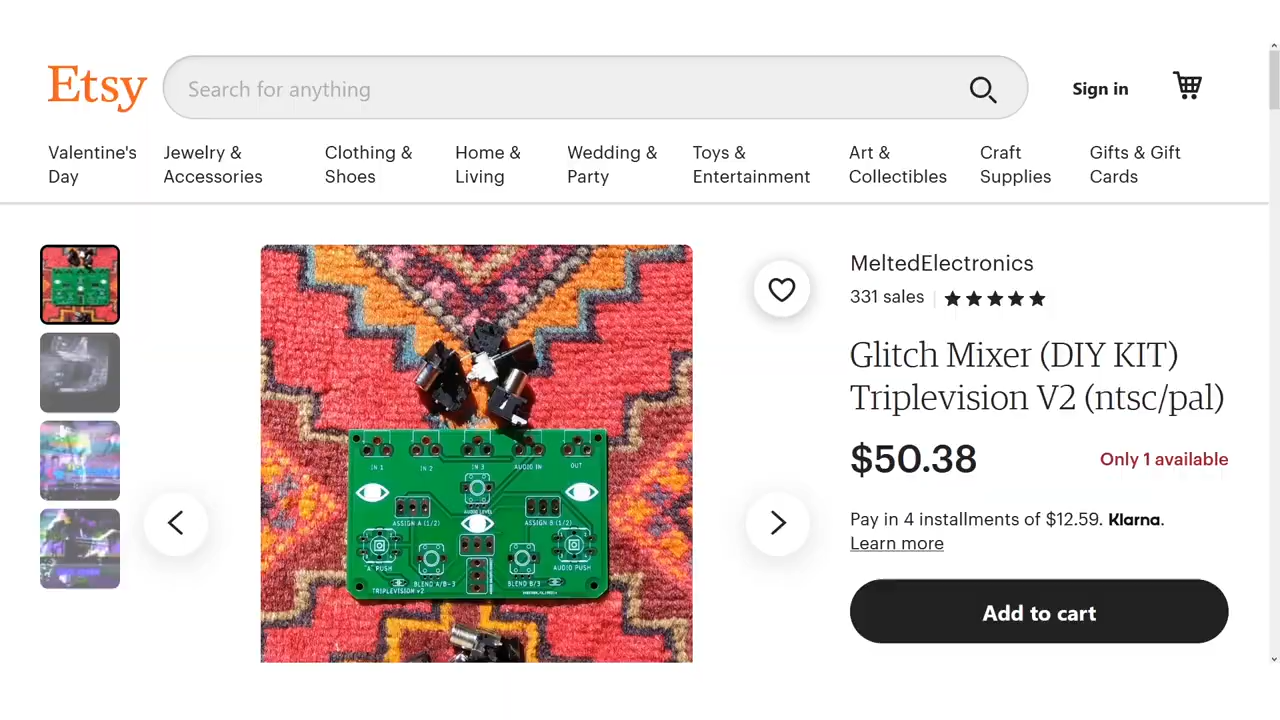 Etsy
Search for anything
Sign in
Valentine's
Day
Jewelry &
Accessories
Clothing &
Shoes
Home &
Living
Wedding &
Party
Toys &
Entertainment
Art &
Collectibles
Craft
Supplies
Gifts & Gift
Cards
MeltedElectronics
331 sales
Glitch Mixer (DIY KIT)
Triplevision V2 (ntsc/pal)
$50.38
Only 1 available
Pay in 4 installments of $12.59. Klarna.
Learn more
Add to cart
IN 1
IN 2
IN 3
AUDIO IN
OUT
AUDIO LEVEL
ASSIGN A (1/2)
ASSIGN B (1/2)
"A" PUSH
BLEND A/B-3
BLEND B/3
AUDIO PUSH
TRIPLEVISION v2